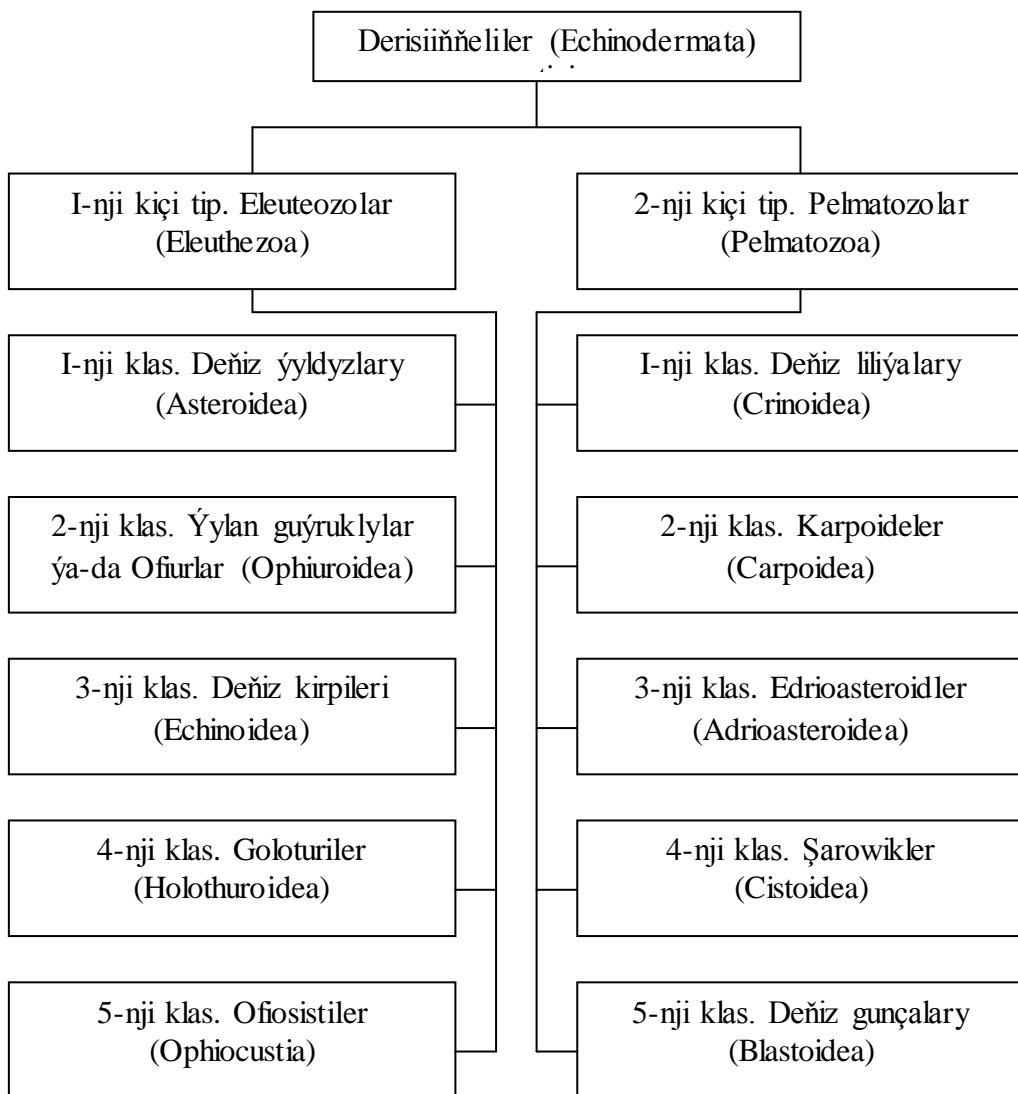 Derisiiňňeliler (Echinodermata)
I-nji kiçi tip. Eleuteozolar
(Eleuthezoa)
2-nji kiçi tip. Pelmatozolar
(Pelmatozoa)
I-nji klas. Deňiz ýyldyzlary
(Asteroidea)
2-nji klas. Ýylan guýruklylar
ýa-da Ofiurlar (Ophiuroidea)
3-nji klas. Deňiz kirpileri
(Echinoidea)
4-nji klas. Goloturiler
(Holothuroidea)
5-nji klas. Ofiosistiler
(Ophiocustia)
I-nji klas. Deňiz liliýalary
(Crinoidea)
2-nji klas. Karpoideler
(Carpoidea)
3-nji klas. Edrioasteroidler
(Adrioasteroidea)
4-nji klas. Şarowikler
(Cistoidea)
5-nji klas. Deňiz gunçalary
(Blastoidea)